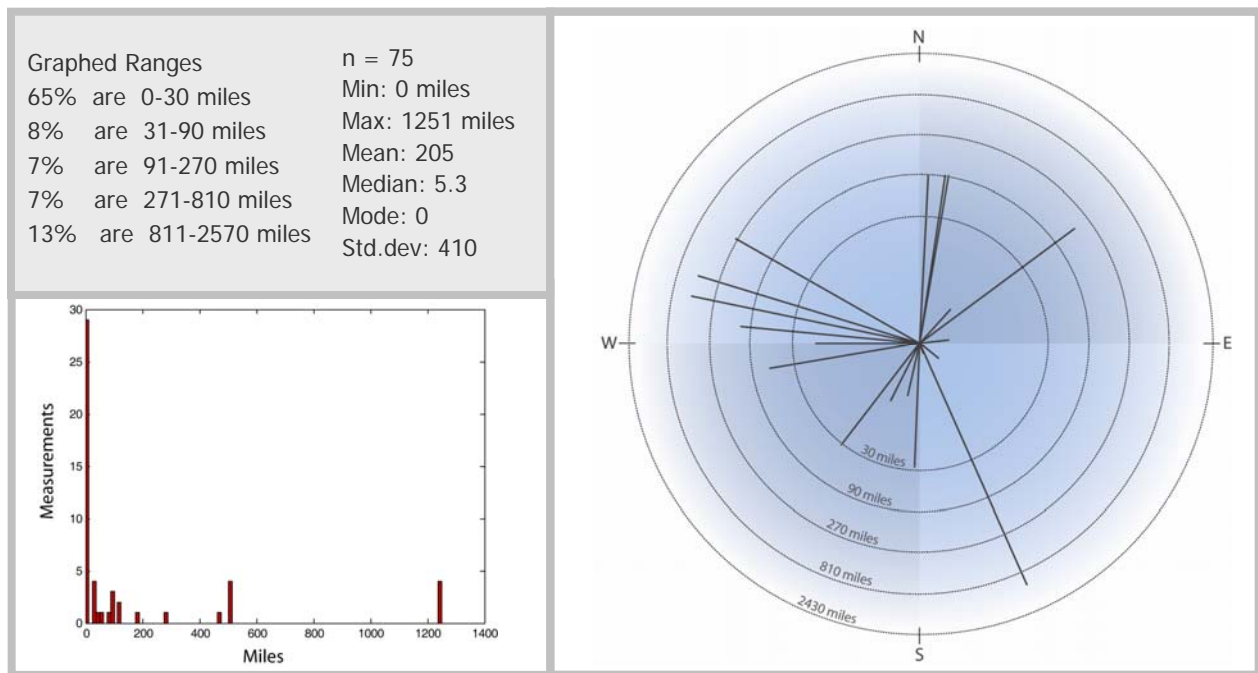 Graphed Ranges
65% are 0-30 miles
8% are 31-90 miles
7% are 91-270 miles
7% are 271-810 miles
13% are 811-2570 miles
n = 75
Min: 0 miles
Max: 1251 miles
Mean: 205
Median: 5.3
Mode: 0
Std.dev: 410
30
25
20
15
10
5
0
Measurements
0 200 400 600 800 1000 1200 1400
Miles
N
W
E
30 miles
90 miles
270 miles
810 miles
2430 miles
S